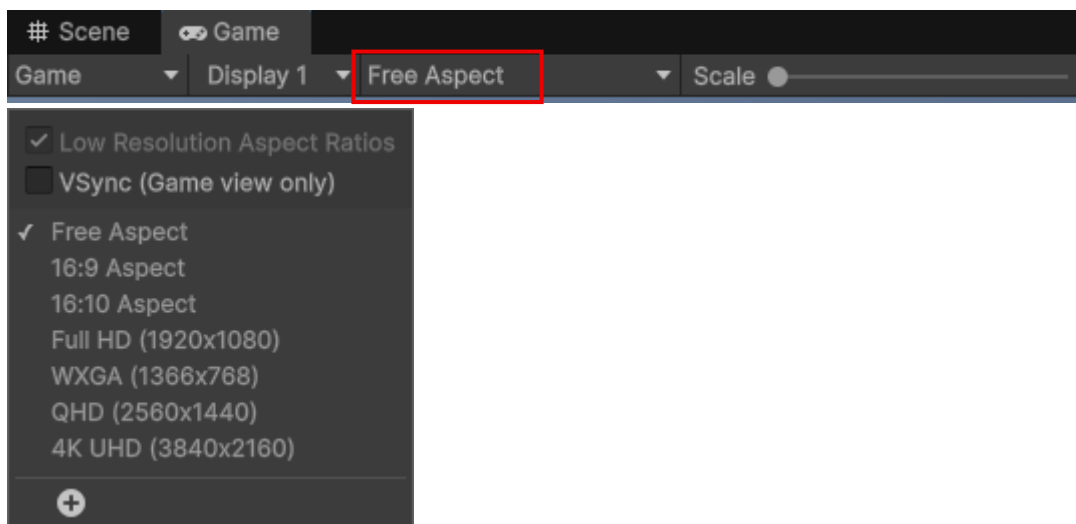 Scene Game
Game Display 1 Free Aspect Scale
Low Resolution Aspect Ratios
VSync (Game view only)
Free Aspect
16:9 Aspect
16:10 Aspect
Full HD (1920x1080)
WXGA (1366x768)
QHD (2560x1440)
4K UHD (3840x2160)